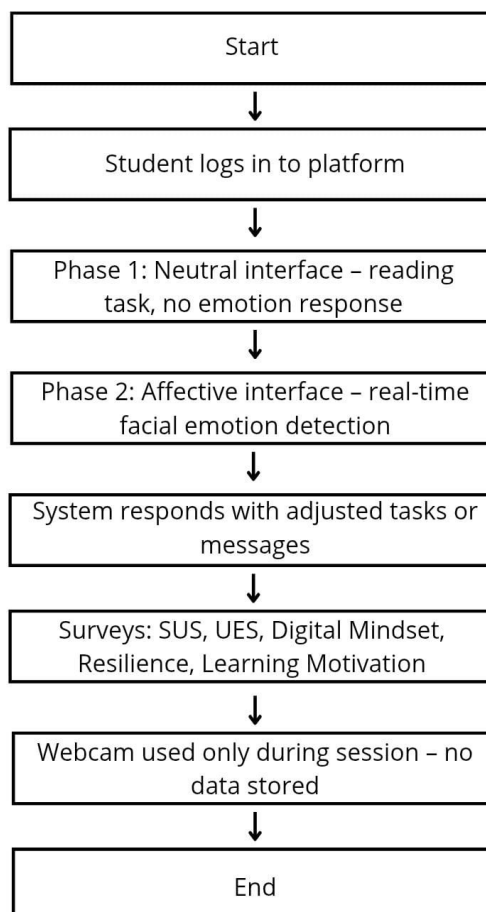 Start
Student logs in to platform
Phase 1: Neutral interface – reading
task, no emotion response
Phase 2: Affective interface – real-time
facial emotion detection
System responds with adjusted tasks or
messages
Surveys: SUS, UES, Digital Mindset,
Resilience, Learning Motivation
Webcam used only during session – no
data stored
End